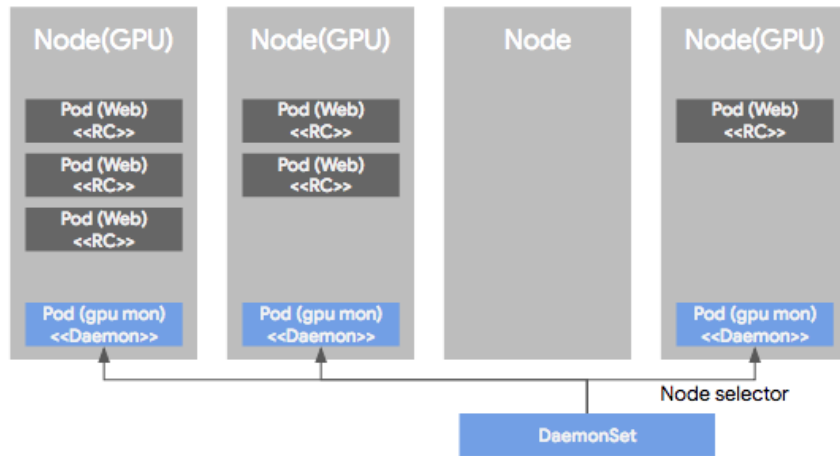 Node(GPU)
Pod (Web)
<<RC>>
Pod (Web)
<<RC>>
Pod (Web)
<<RC>>
Pod (gpu mon)
<<Daemon>>
Node(GPU)
Pod (Web)
<<RC>>
Pod (Web)
<<RC>>
Pod (gpu mon)
<<Daemon>>
Node
Node(GPU)
Pod (Web)
<<RC>>
Pod (gpu mon)
<<Daemon>>
Node selector
DaemonSet